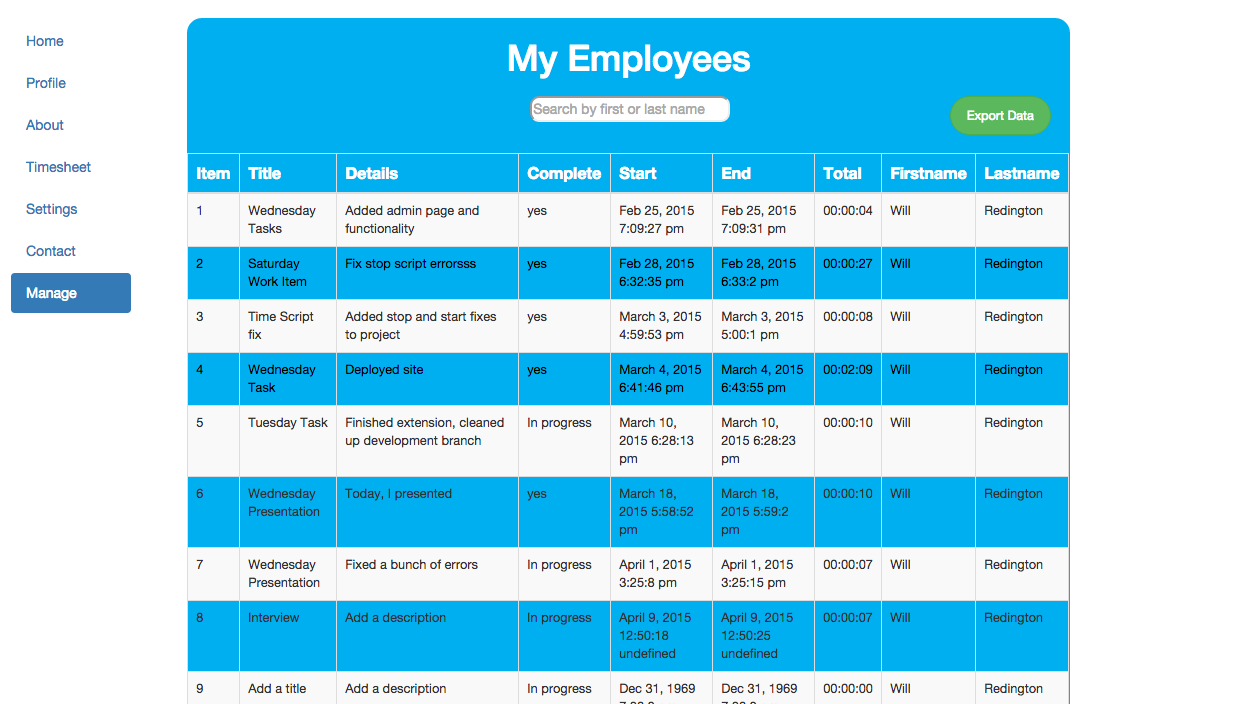 Home
Profile
About
Timesheet
Settings
Contact
Manage
My Employees
Search by first or last name
Export Data
Item Title Details Complete Start End Total Firstname Lastname
1 Wednesday Added admin page and yes Feb 25, 2015 Feb 25, 2015 00:00:04 Will Redington
Tasks functionality 7:09:27 pm 7:09:31 pm
2 Saturday Fix stop script errorsss yes Feb 28, 2015 Feb 28, 2015 00:00:27 Will Redington
Work Item 6:32:35 pm 6:33:2 pm
3 Time Script Added stop and start fixes yes March 3, 2015 March 3, 2015 00:00:08 Will Redington
fix to project 4:59:53 pm 5:00:1 pm
4 Wednesday Deployed site yes March 4, 2015 March 4, 2015 00:02:09 Will Redington
Task 6:41:46 pm 6:43:55 pm
5 Tuesday Task Finished extension, cleaned In progress March 10, March 10, 00:00:10 Will Redington
up development branch 2015 6:28:13 2015 6:28:23
pm pm
6 Wednesday Today, I presented yes March 18, March 18, 00:00:10 Will Redington
Presentation 2015 5:58:52 2015 5:59:2
pm pm
7 Wednesday Fixed a bunch of errors In progress April 1, 2015 April 1, 2015 00:00:07 Will Redington
Presentation 3:25:8 pm 3:25:15 pm
8 Interview Add a description In progress April 9, 2015 April 9, 2015 00:00:07 Will Redington
12:50:18 12:50:25
undefined undefined
9 Add a title Add a description In progress Dec 31, 1969 Dec 31, 1969 00:00:00 Will Redington